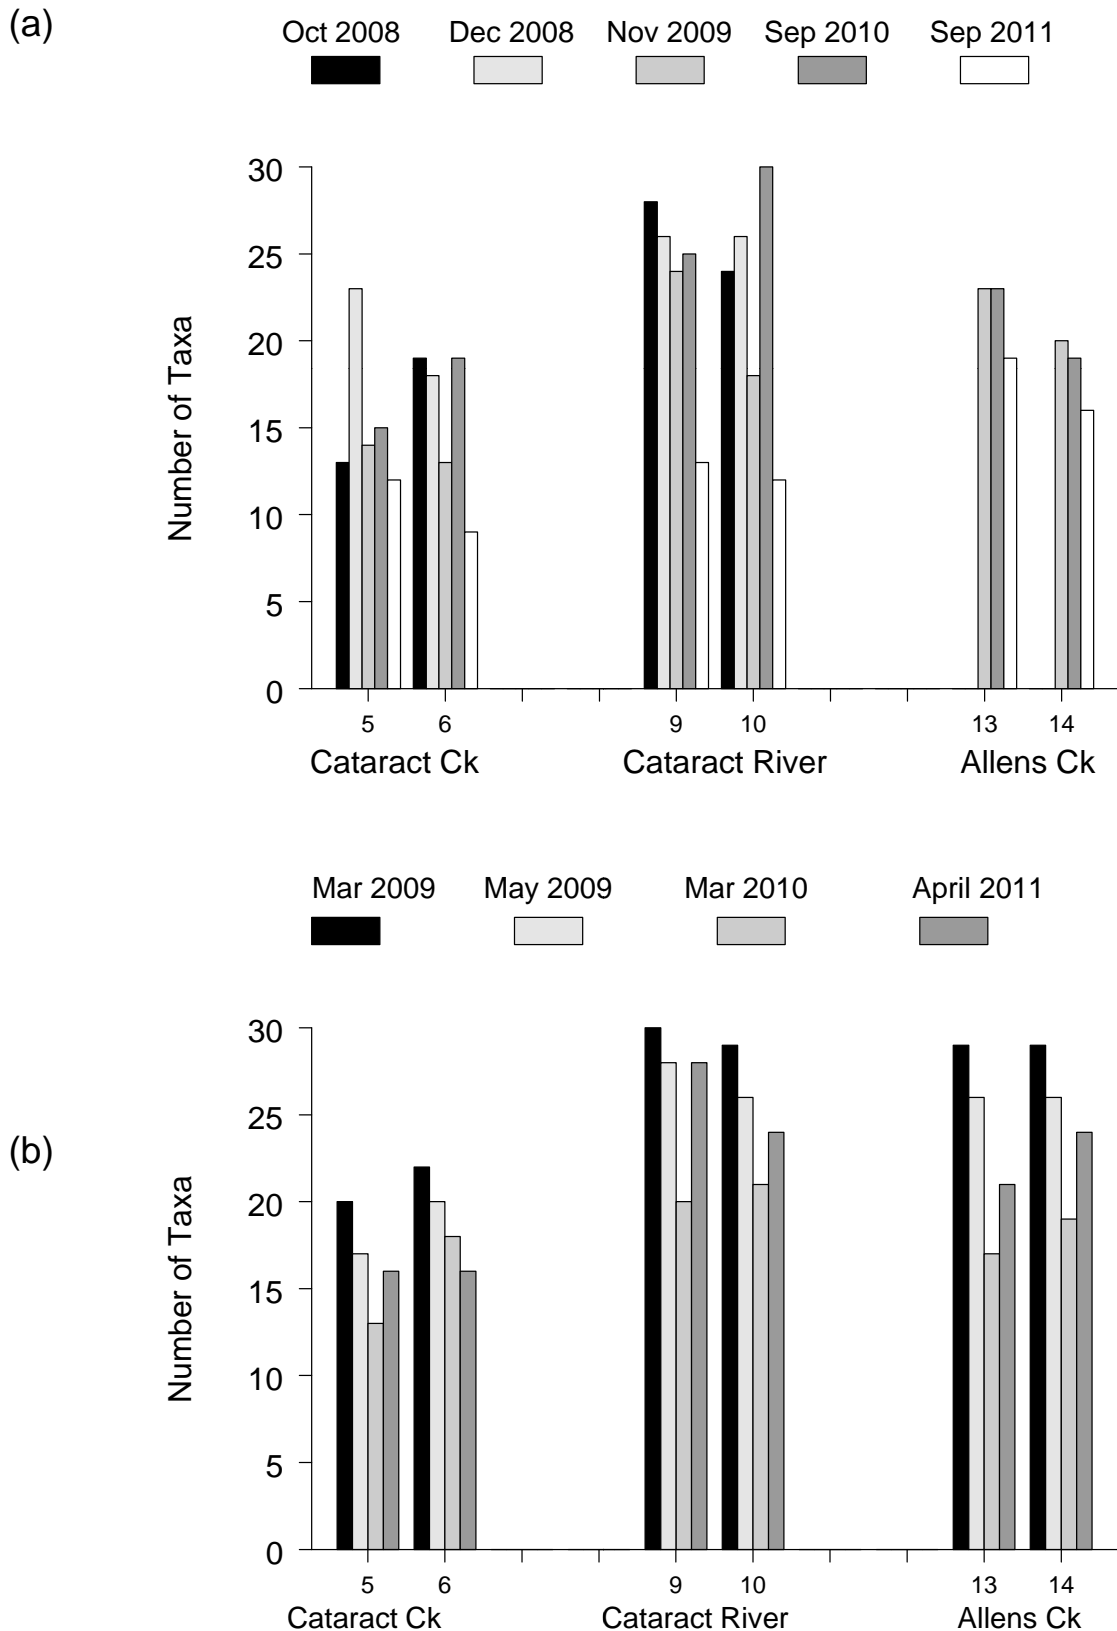 (a)
Oct 2008 Dec 2008 Nov 2009 Sep 2010 Sep 2011
30
25
20
15
10
5
0
Number of Taxa
5 6 9 10 13 14
Cataract Ck Cataract River Allens Ck
Mar 2009 May 2009 Mar 2010 April 2011
(b)
30
25
20
15
10
5
0
Number of Taxa
5 6 9 10 13 14
Cataract Ck Cataract River Allens Ck